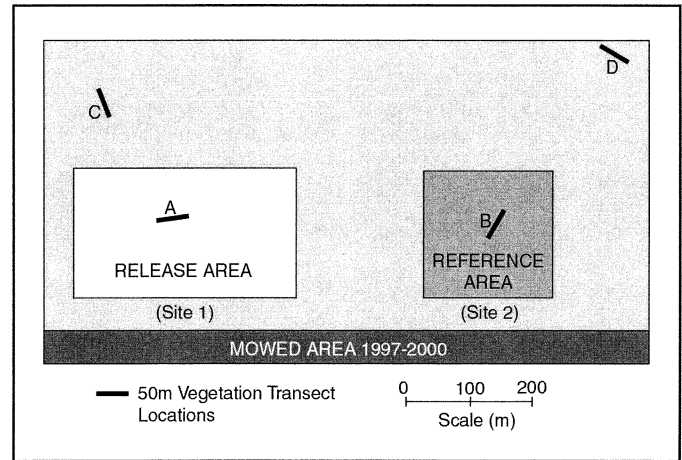 D
C
A
B
RELEASE AREA
REFERENCE
AREA
(Site 1)
(Site 2)
MOWED AREA 1997-2000
50m Vegetation Transect
Locations
0 100 200
Scale (m)